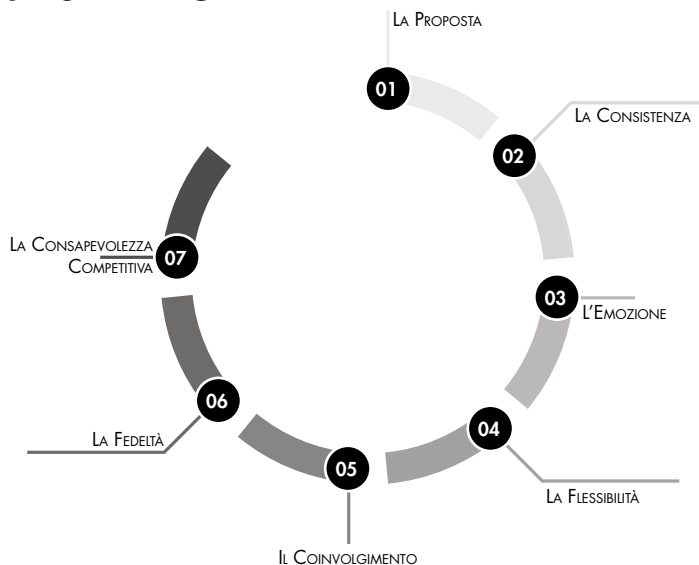 La Proposta
01
La Consistenza
02
03
L'Emozione
04
La Flessibilità
05
Il Coinvolgimento
06
La Fedeltà
La Consapevolezza
Competitiva
07